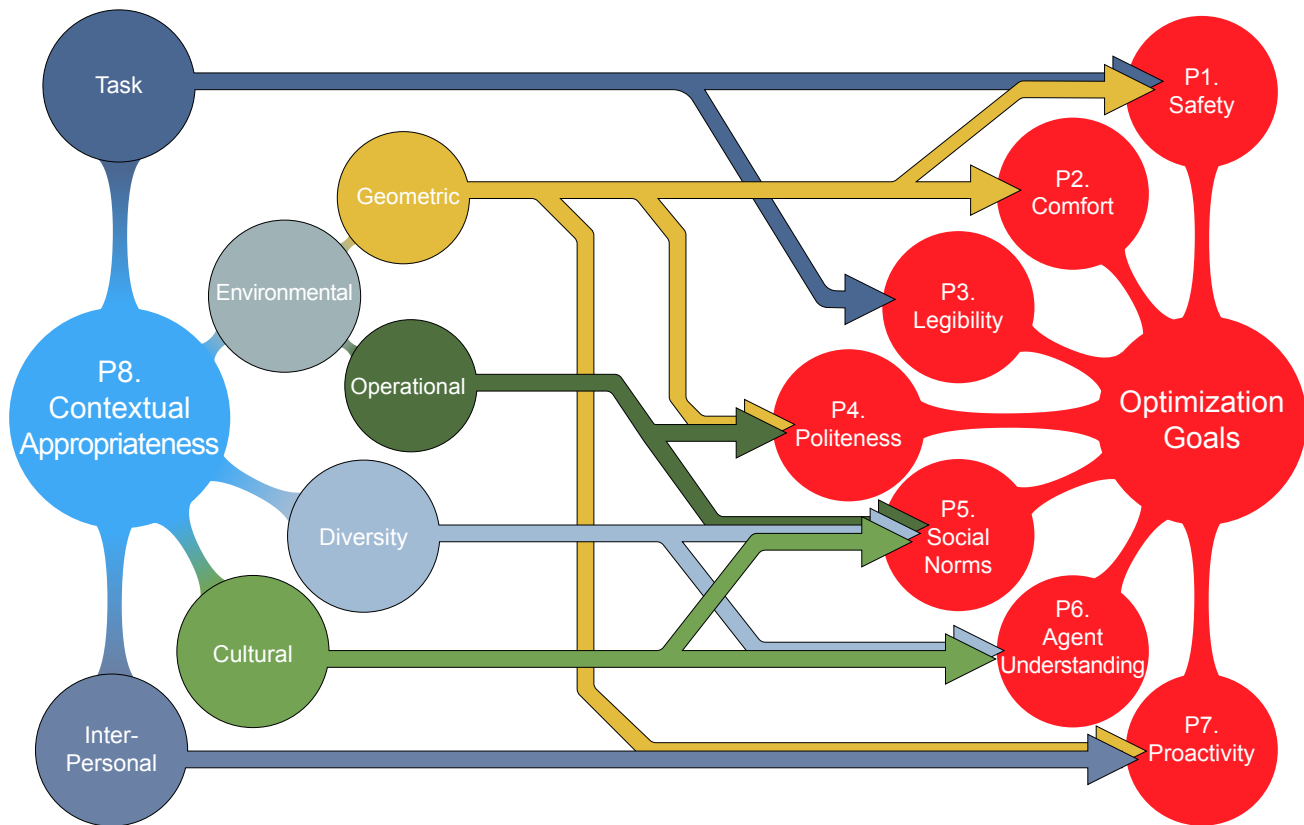 Task
P1.
Safety
Geometric
P2.
Comfort
Environmental
P3.
Legibility
P8.
Contextual
Appropriateness
Operational
P4.
Politeness
Optimization
Goals
Diversity
P5.
Social
Norms
Cultural
P6.
Agent
Understanding
Inter-
Personal
P7.
Proactivity